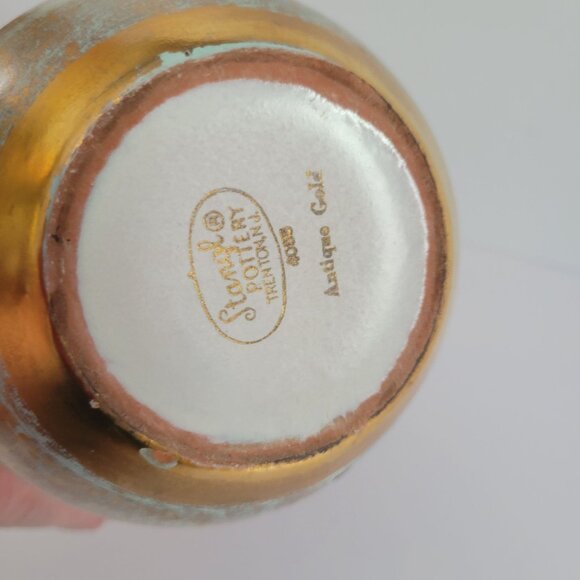 Stangl ®
POTTERY
TRENTON N.J.
Antique Gold